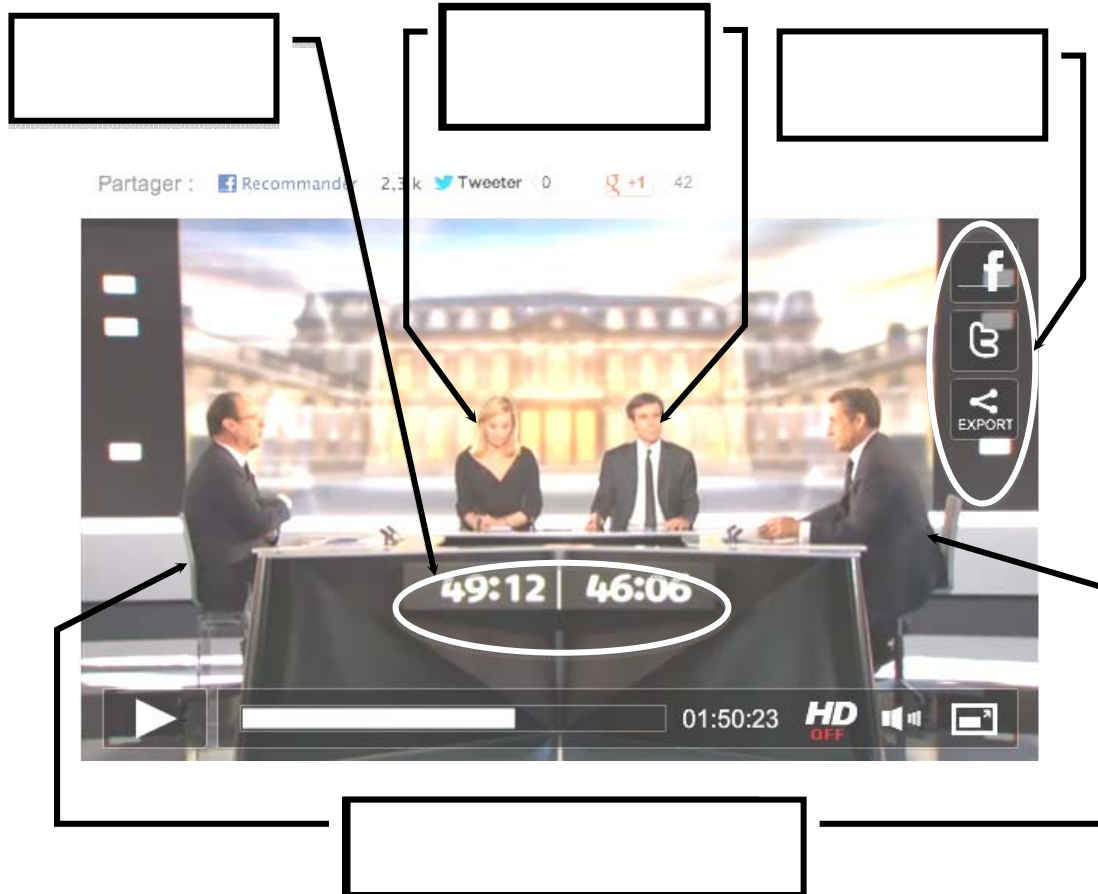 Partager : Recommander 2,3 k Tweeter 0 g +1 42
EXPORT
49:12 46:06
01:50:23 HD
OFF